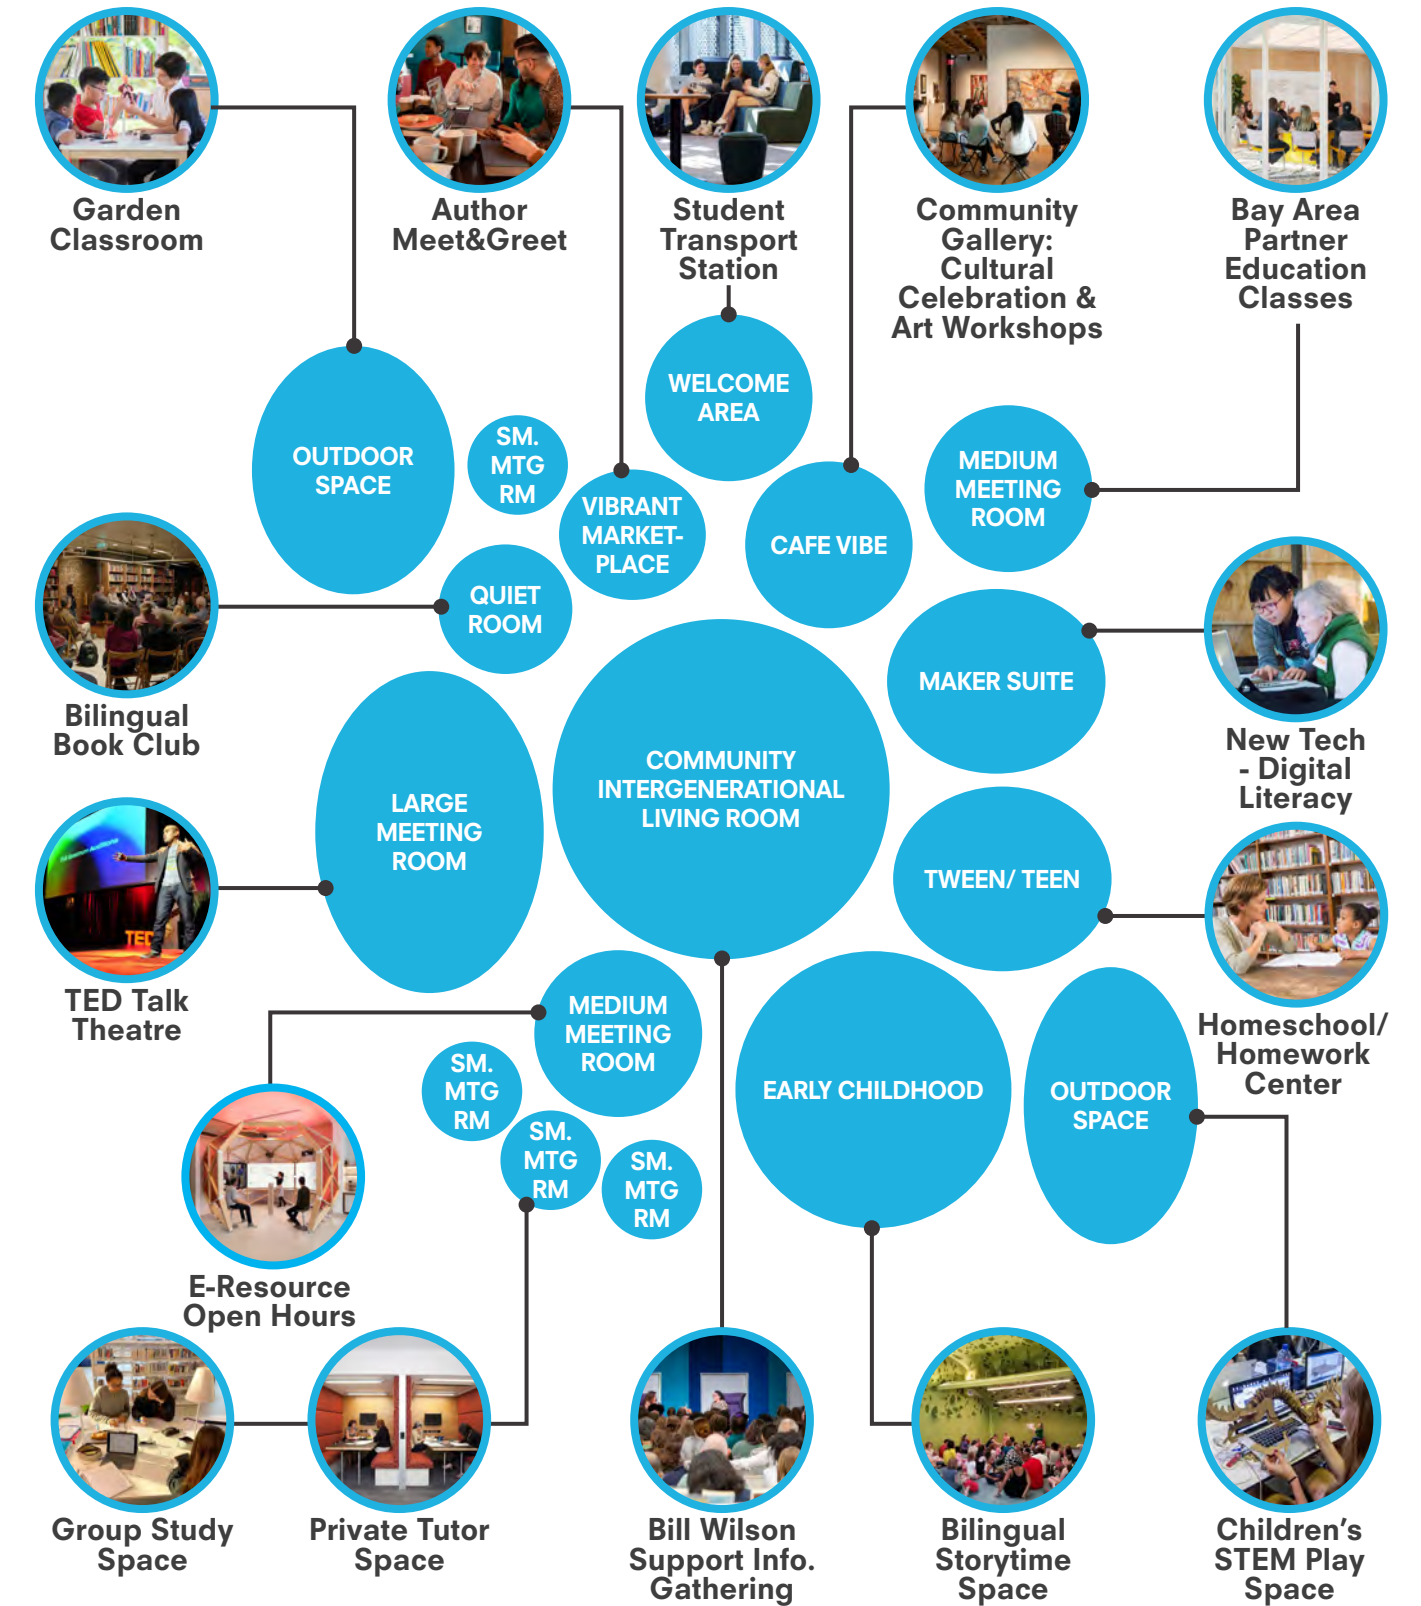 Garden
Classroom
Author
Meet&Greet
Student
Transport
Station
Community
Gallery:
Cultural
Celebration &
Art Workshops
Bay Area
Partner
Education
Classes
WELCOME
AREA
OUTDOOR
SPACE
SM.
MTG
RM
VIBRANT
MARKET-
PLACE
CAFE VIBE
MEDIUM
MEETING
ROOM
QUIET
ROOM
Bilingual
Book Club
MAKER SUITE
New Tech
- Digital
Literacy
COMMUNITY
INTERGENERATIONAL
LIVING ROOM
LARGE
MEETING
ROOM
TWEEN/ TEEN
TED
TED Talk
Theatre
Homeschool/
Homework
Center
MEDIUM
MEETING
ROOM
SM.
MTG
RM
SM.
MTG
RM
SM.
MTG
RM
EARLY CHILDHOOD
OUTDOOR
SPACE
E-Resource
Open Hours
Group Study
Space
Private Tutor
Space
Bill Wilson
Support Info.
Gathering
Bilingual
Storytime
Space
Children’s
STEM Play
Space